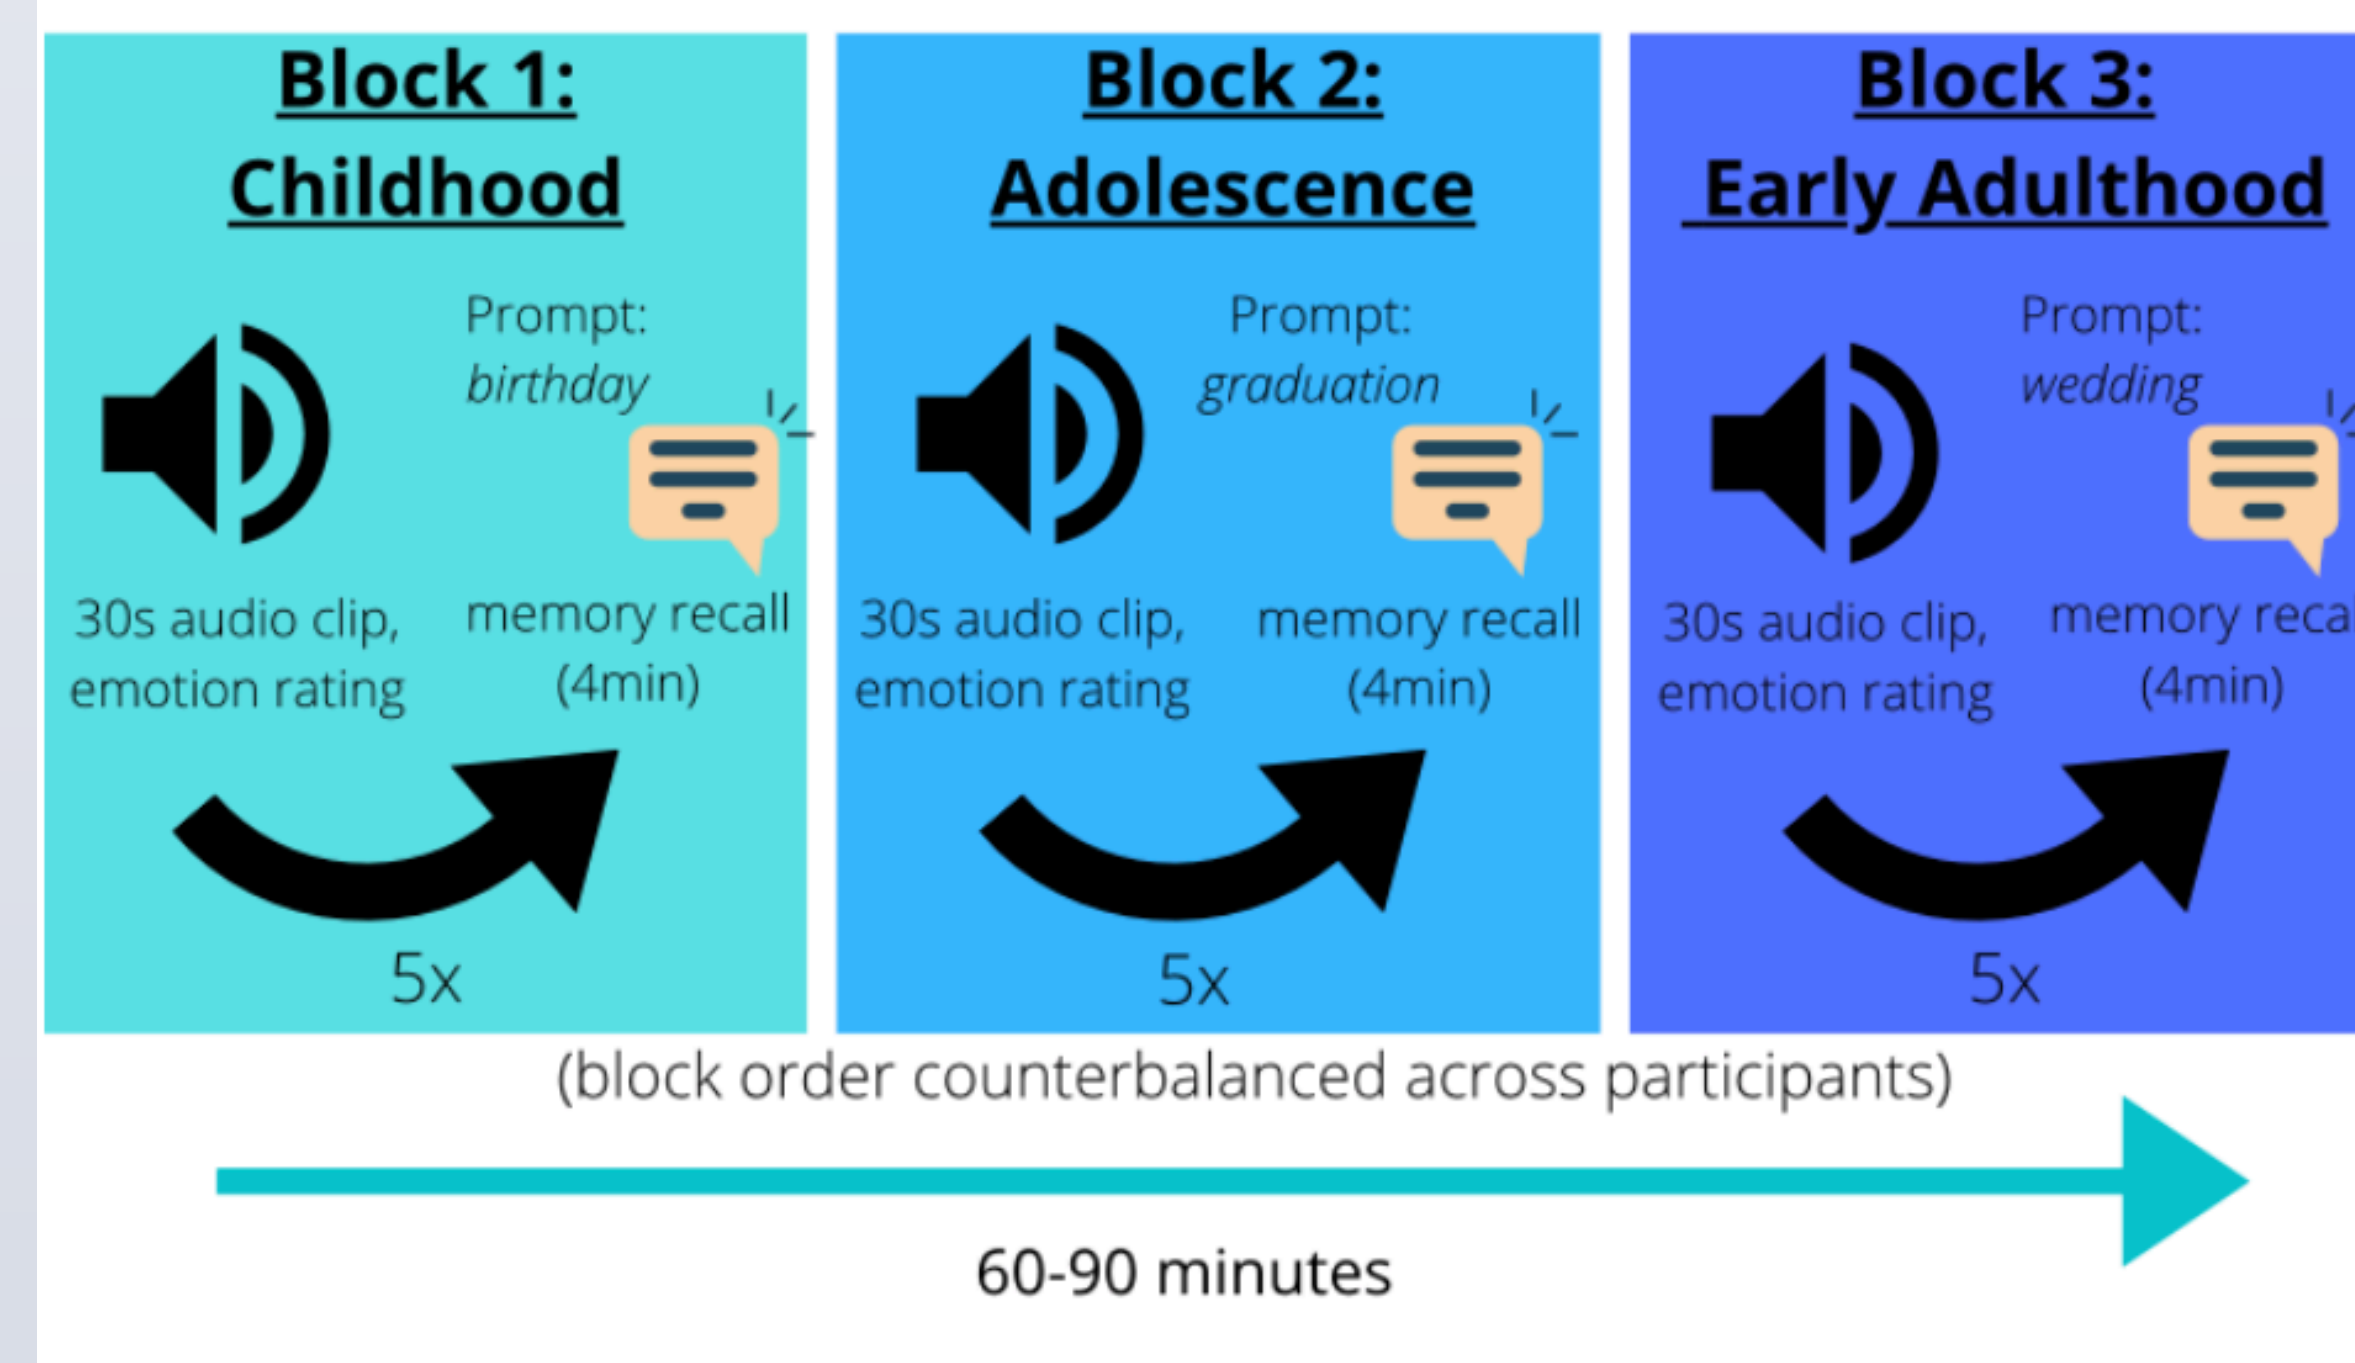 Block 1:
Childhood
Prompt:
birthday
30s audio clip,
emotion rating
memory recall
(4min)
5x
Block 2:
Adolescence
Prompt:
graduation
30s audio clip,
emotion rating
memory recall
(4min)
5x
Block 3:
Early Adulthood
Prompt:
wedding
30s audio clip,
emotion rating
memory recal
(4min)
5x
(block order counterbalanced across participants)
60-90 minutes